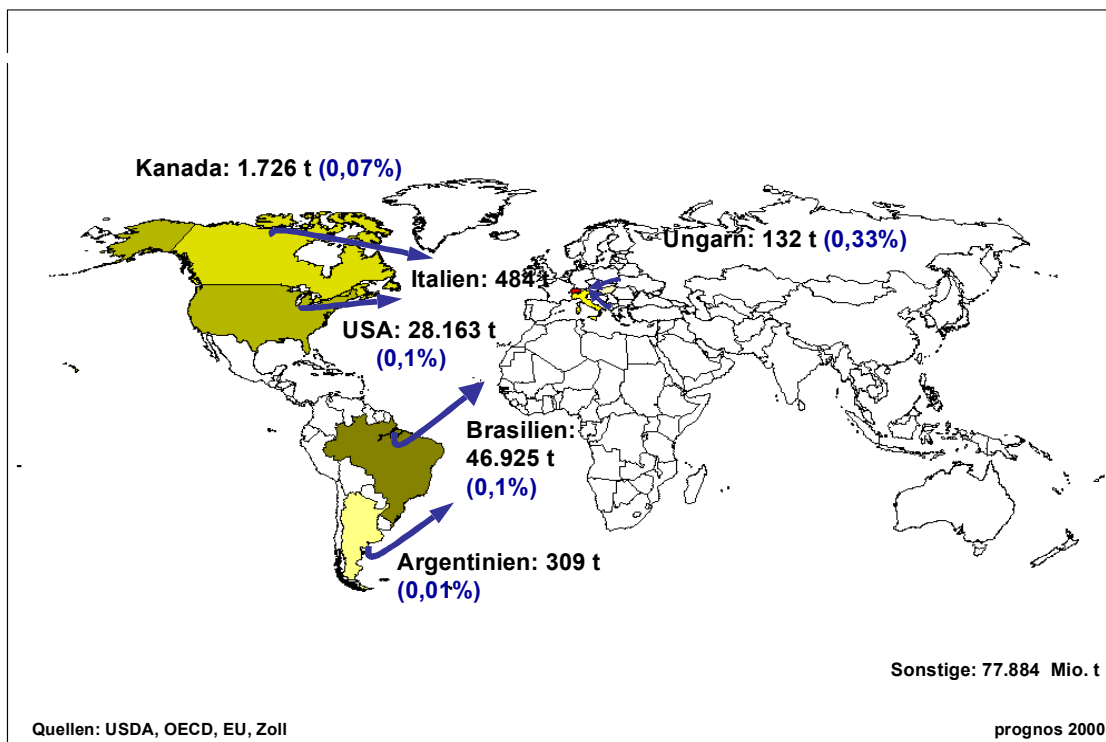 Kanada: 1.726 t (0,07%)
Ungarn: 132 t (0,33%)
Italien: 484 t
USA: 28.163 t
(0,1%)
Brasilien:
46.925 t
(0,1%)
Argentinien: 309 t
(0,01%)
Sonstige: 77.884 Mio. t
Quellen: USDA, OECD, EU, Zoll
prognos 2000